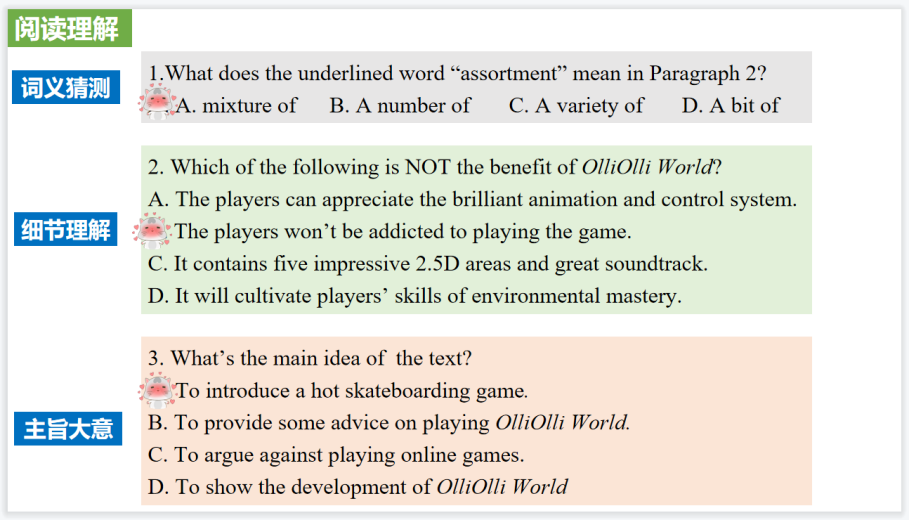 阅读理解
词义猜测
1.What does the underlined word “assortment” mean in Paragraph 2?
A. mixture of B. A number of C. A variety of D. A bit of
细节理解
2. Which of the following is NOT the benefit of OlliOlli World?
A. The players can appreciate the brilliant animation and control system.
The players won’t be addicted to playing the game.
C. It contains five impressive 2.5D areas and great soundtrack.
D. It will cultivate players’ skills of environmental mastery.
主旨大意
3. What’s the main idea of the text?
To introduce a hot skateboarding game.
B. To provide some advice on playing OlliOlli World.
C. To argue against playing online games.
D. To show the development of OlliOlli World